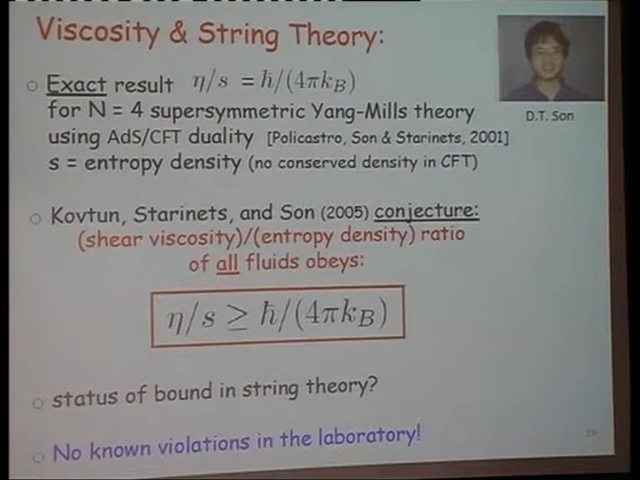 Viscosity & String Theory:
Exact result η/s = ℏ/(4πk_B)
for N = 4 supersymmetric Yang-Mills theory
using AdS/CFT duality [Policastro, Son & Starinets, 2001]
s = entropy density (no conserved density in CFT)
D.T. Son
Kovtun, Starinets, and Son (2005) conjecture:
(shear viscosity)/(entropy density) ratio
of all fluids obeys:
η/s ≥ ℏ/(4πk_B)
status of bound in string theory?
No known violations in the laboratory!